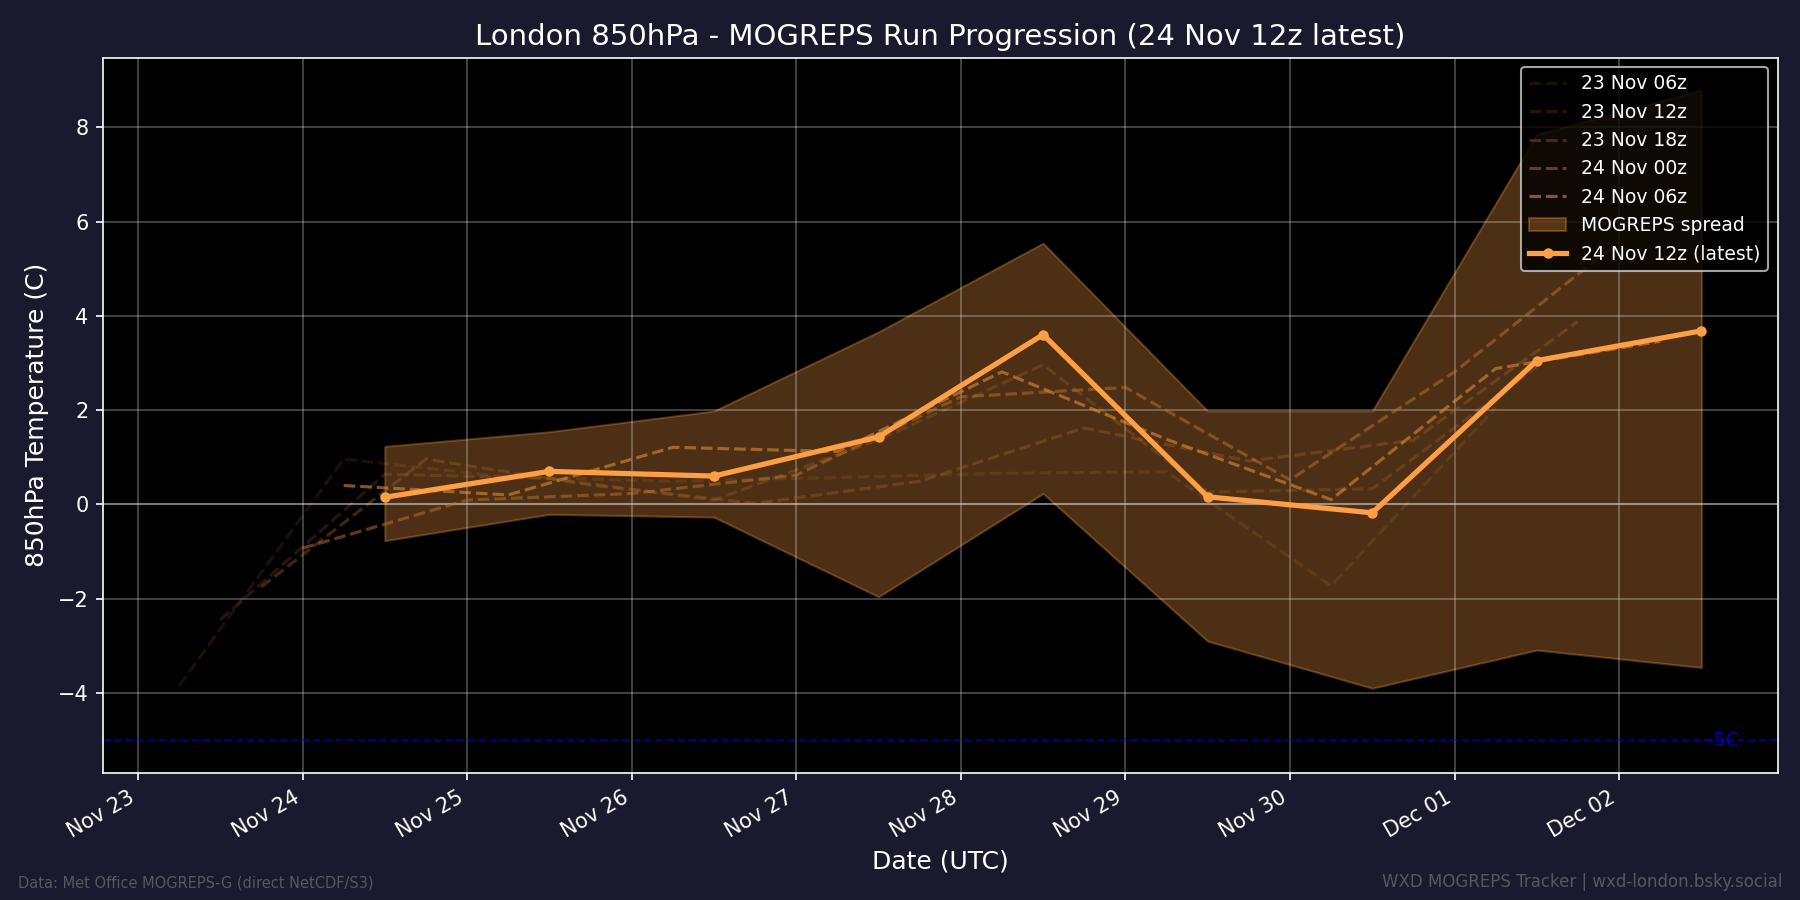 London 850hPa - MOGREPS Run Progression (24 Nov 12z latest)
23 Nov 06z
23 Nov 12z
23 Nov 18z
24 Nov 00z
24 Nov 06z
MOGREPS spread
24 Nov 12z (latest)
850hPa Temperature (C)
8
6
4
2
0
−2
−4
-5C
Nov 23
Nov 24
Nov 25
Nov 26
Nov 27
Nov 28
Nov 29
Nov 30
Dec 01
Dec 02
Date (UTC)
Data: Met Office MOGREPS-G (direct NetCDF/S3)
WXD MOGREPS Tracker | wxd-london.bsky.social